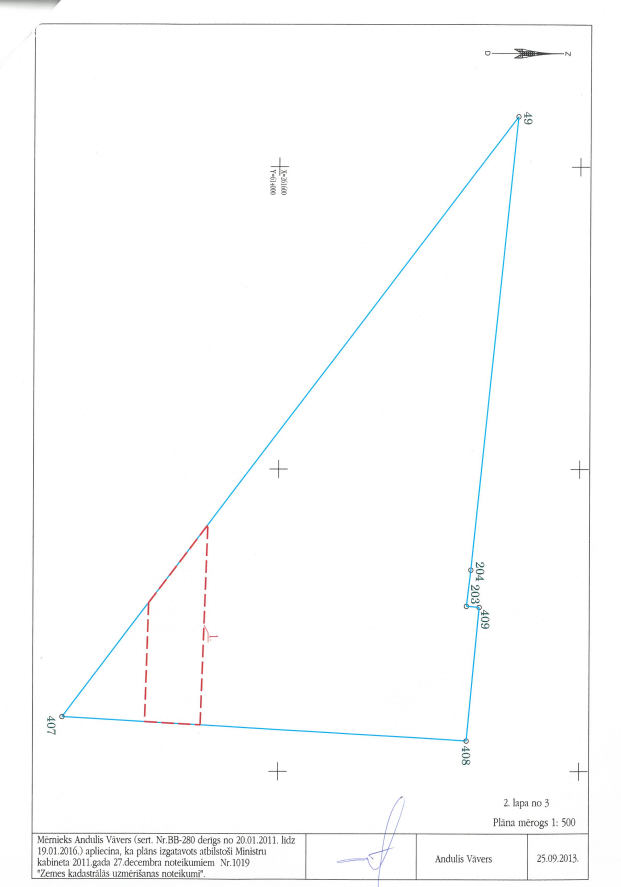 D Z
49
X=261600
Y=614000
204
203
409
1
407
408
2. lapa no 3
Plāna mērogs 1: 500
Mērnieks Andulis Vāvers (sert. Nr.BB-280 derīgs no 20.01.2011. līdz
19.01.2016.) apliecina, ka plāns izgatavots atbilstoši Ministru
kabineta 2011.gada 27.decembra noteikumiem Nr.1019
"Zemes kadastrālās uzmērīšanas noteikumi".
Andulis Vāvers
25.09.2013.